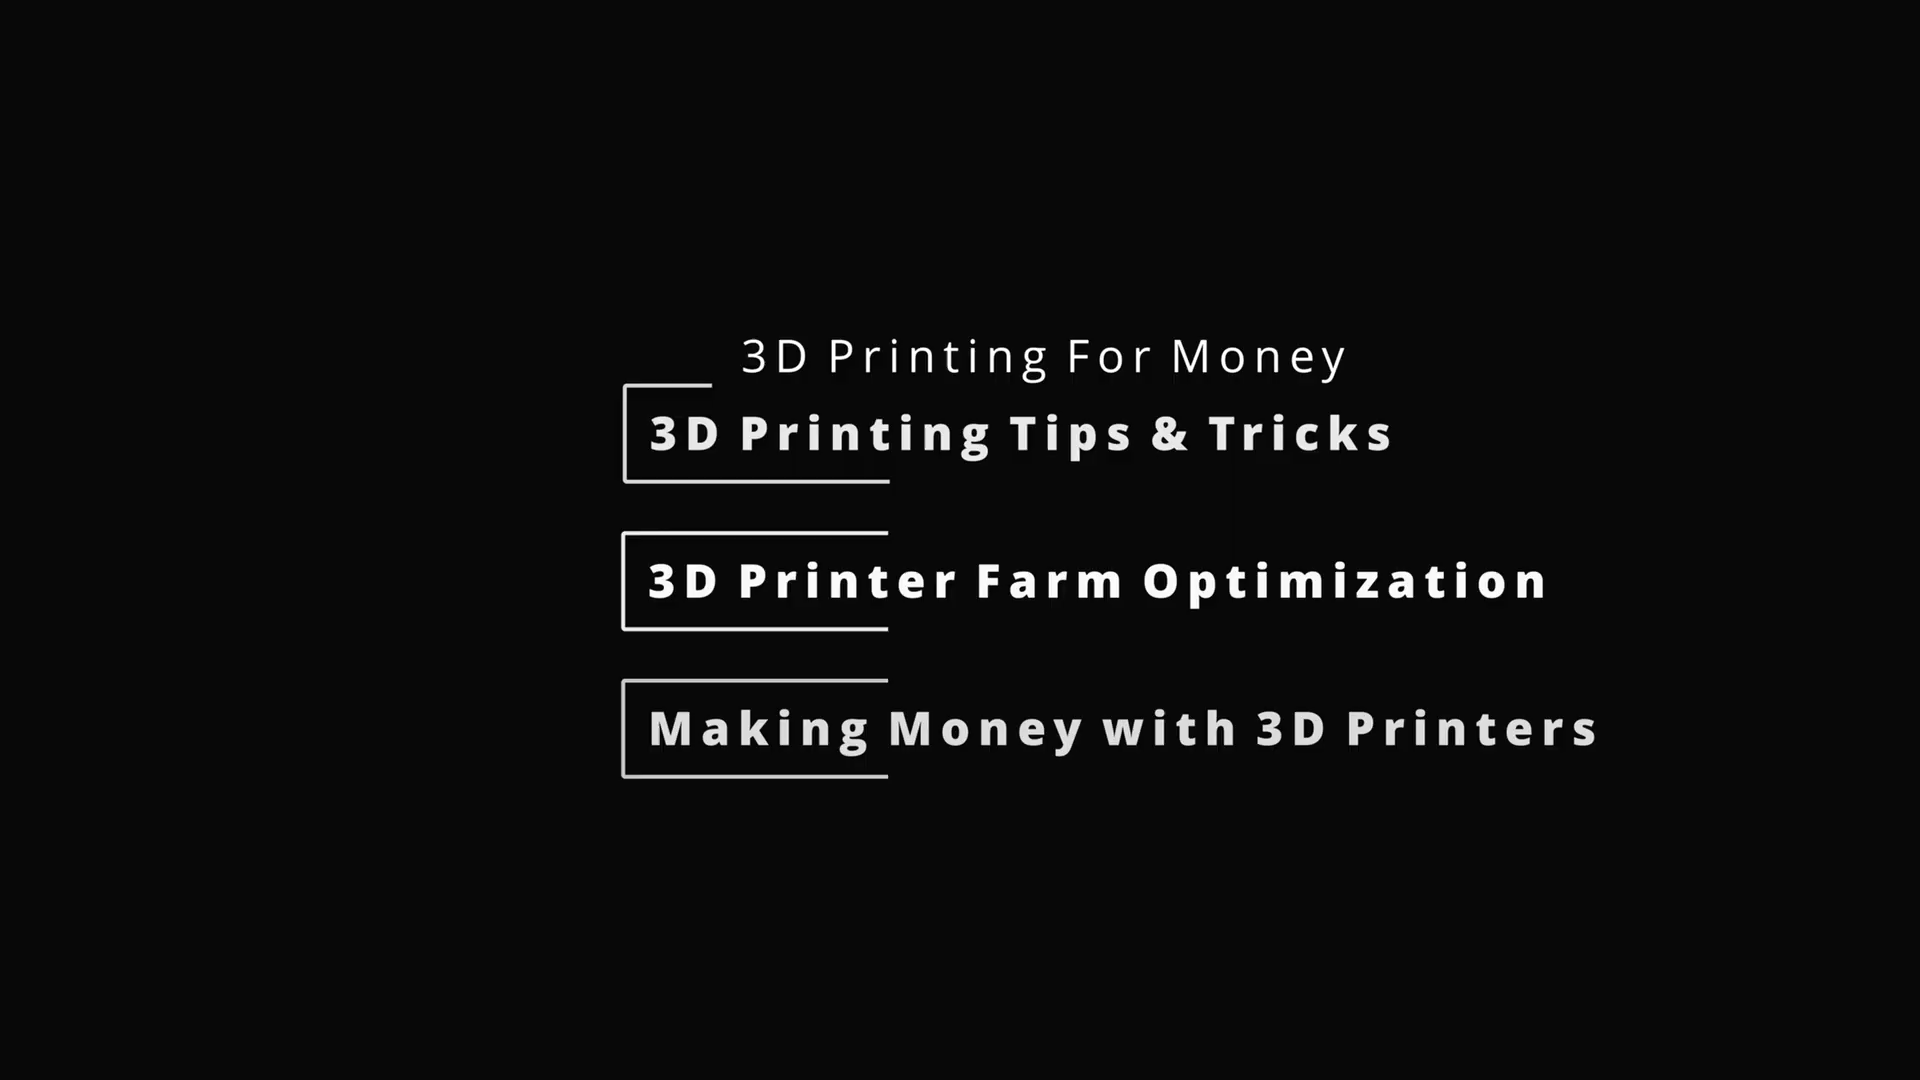 3D Printing For Money
3D Printing Tips & Tricks
3D Printer Farm Optimization
Making Money with 3D Printers